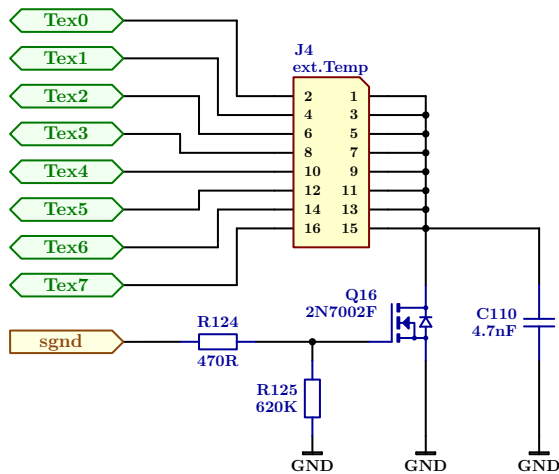 Tex0
Tex1
Tex2
Tex3
Tex4
Tex5
Tex6
Tex7
sgnd
J4
ext.Temp
2 1
4 3
6 5
8 7
10 9
12 11
14 13
16 15
Q16
2N7002F
C110
4.7nF
R124
470R
R125
620K
GND GND GND